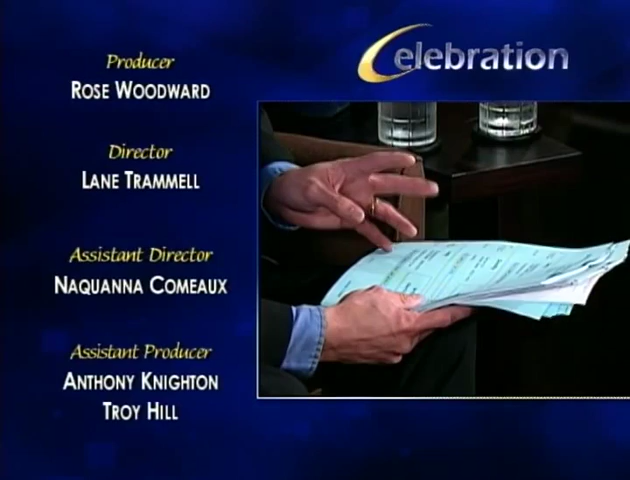 Celebration
Producer
ROSE WOODWARD
Director
LANE TRAMMELL
Assistant Director
NAQUANNA COMEAUX
Assistant Producer
ANTHONY KNIGHTON
TROY HILL